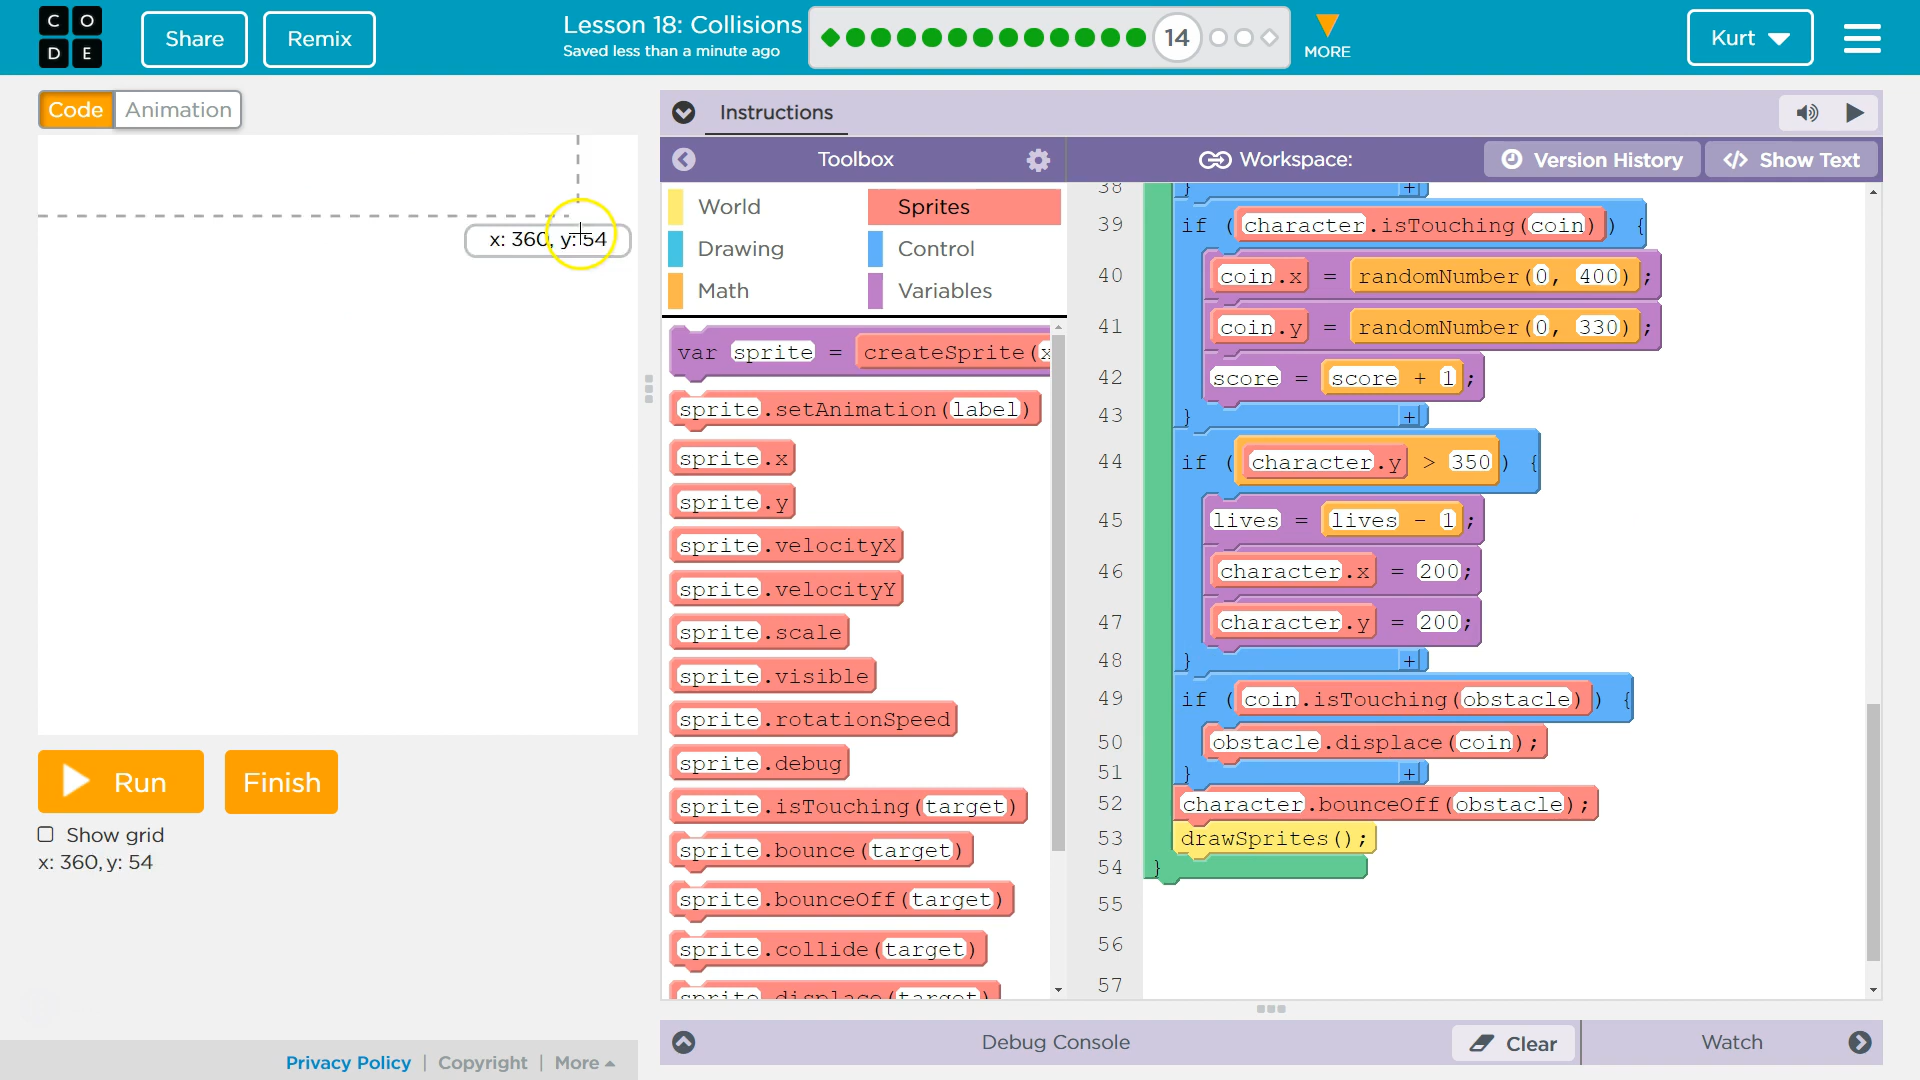 CODE
Share
Remix
Lesson 18: Collisions
Saved less than a minute ago
14
MORE
Kurt
Code
Animation
x: 360, y: 54
Run
Finish
Show grid
x: 360, y: 54
Privacy Policy | Copyright | More
Instructions
Toolbox
World
Sprites
Drawing
Control
Math
Variables
var sprite = createSprite(x
sprite.setAnimation(label)
sprite.x
sprite.y
sprite.velocityX
sprite.velocityY
sprite.scale
sprite.visible
sprite.rotationSpeed
sprite.debug
sprite.isTouching(target)
sprite.bounce(target)
sprite.bounceOff(target)
sprite.collide(target)
sprite.displace(target)
Workspace:
Version History
</> Show Text
38 } +
39 if (character.isTouching(coin)) {
40 coin.x = randomNumber(0, 400);
41 coin.y = randomNumber(0, 330);
42 score = score + 1;
43 } +
44 if (character.y > 350) {
45 lives = lives - 1;
46 character.x = 200;
47 character.y = 200;
48 } +
49 if (coin.isTouching(obstacle)) {
50 obstacle.displace(coin);
51 } +
52 character.bounceOff(obstacle);
53 drawSprites();
54 }
55
56
57
Debug Console
Clear
Watch